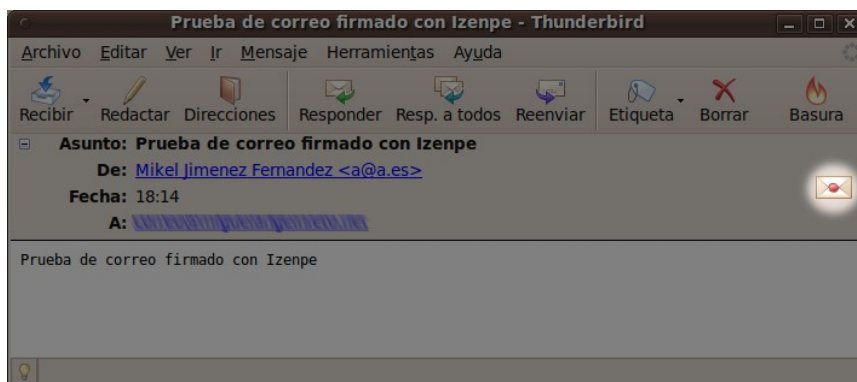 Prueba de correo firmado con Izenpe - Thunderbird
Archivo Editar Ver Ir Mensaje Herramientas Ayuda
Recibir Redactar Direcciones Responder Resp. a todos Reenviar Etiqueta Borrar Basura
Asunto: Prueba de correo firmado con Izenpe
De: Mikel Jimenez Fernandez <a@a.es>
Fecha: 18:14
A:
Prueba de correo firmado con Izenpe